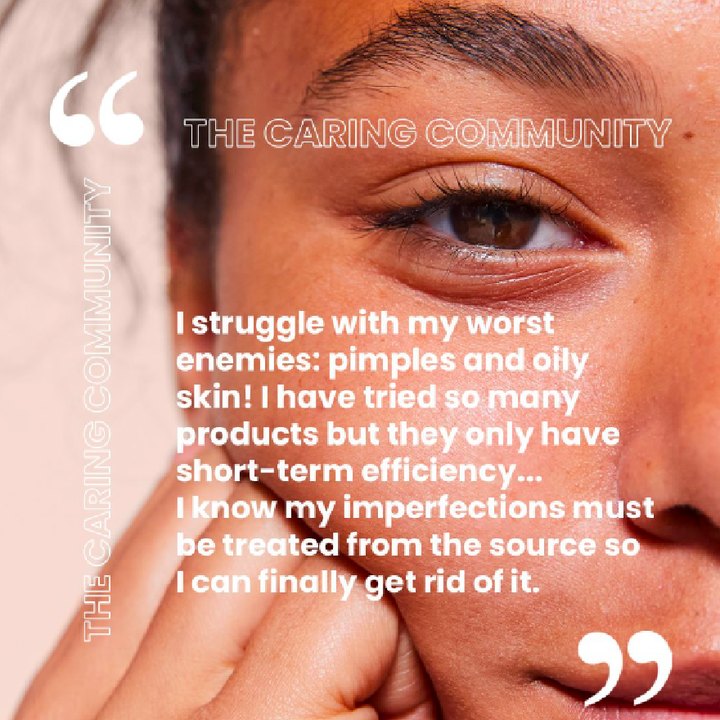 THE CARING COMMUNITY
THE CARING COMMUNITY
I struggle with my worst
enemies: pimples and oily
skin! I have tried so many
products but they only have
short-term efficiency...
I know my imperfections must
be treated from the source so
I can finally get rid of it.